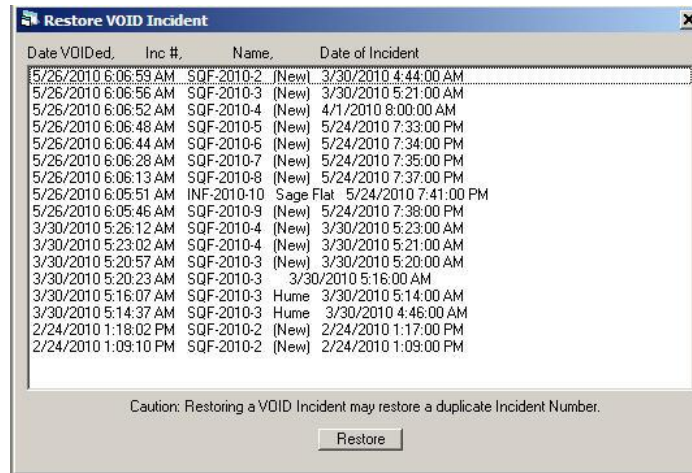 Restore VOID Incident
Date VOIDed, Inc #, Name, Date of Incident
5/26/2010 6:06:59 AM SQF-2010-2 (New) 3/30/2010 4:44:00 AM
5/26/2010 6:06:56 AM SQF-2010-3 (New) 3/30/2010 5:21:00 AM
5/26/2010 6:06:52 AM SQF-2010-4 (New) 4/1/2010 8:00:00 AM
5/26/2010 6:06:48 AM SQF-2010-5 (New) 5/24/2010 7:33:00 PM
5/26/2010 6:06:44 AM SQF-2010-6 (New) 5/24/2010 7:34:00 PM
5/26/2010 6:06:28 AM SQF-2010-7 (New) 5/24/2010 7:35:00 PM
5/26/2010 6:06:13 AM SQF-2010-8 (New) 5/24/2010 7:37:00 PM
5/26/2010 6:05:51 AM INF-2010-10 Sage Flat 5/24/2010 7:41:00 PM
5/26/2010 6:05:46 AM SQF-2010-9 (New) 5/24/2010 7:38:00 PM
3/30/2010 5:26:12 AM SQF-2010-4 (New) 3/30/2010 5:23:00 AM
3/30/2010 5:23:02 AM SQF-2010-4 (New) 3/30/2010 5:21:00 AM
3/30/2010 5:20:57 AM SQF-2010-3 (New) 3/30/2010 5:20:00 AM
3/30/2010 5:20:23 AM SQF-2010-3 3/30/2010 5:16:00 AM
3/30/2010 5:16:07 AM SQF-2010-3 Hume 3/30/2010 5:14:00 AM
3/30/2010 5:14:37 AM SQF-2010-3 Hume 3/30/2010 4:46:00 AM
2/24/2010 1:18:02 PM SQF-2010-2 (New) 2/24/2010 1:17:00 PM
2/24/2010 1:09:10 PM SQF-2010-2 (New) 2/24/2010 1:09:00 PM
Caution: Restoring a VOID Incident may restore a duplicate Incident Number.
Restore